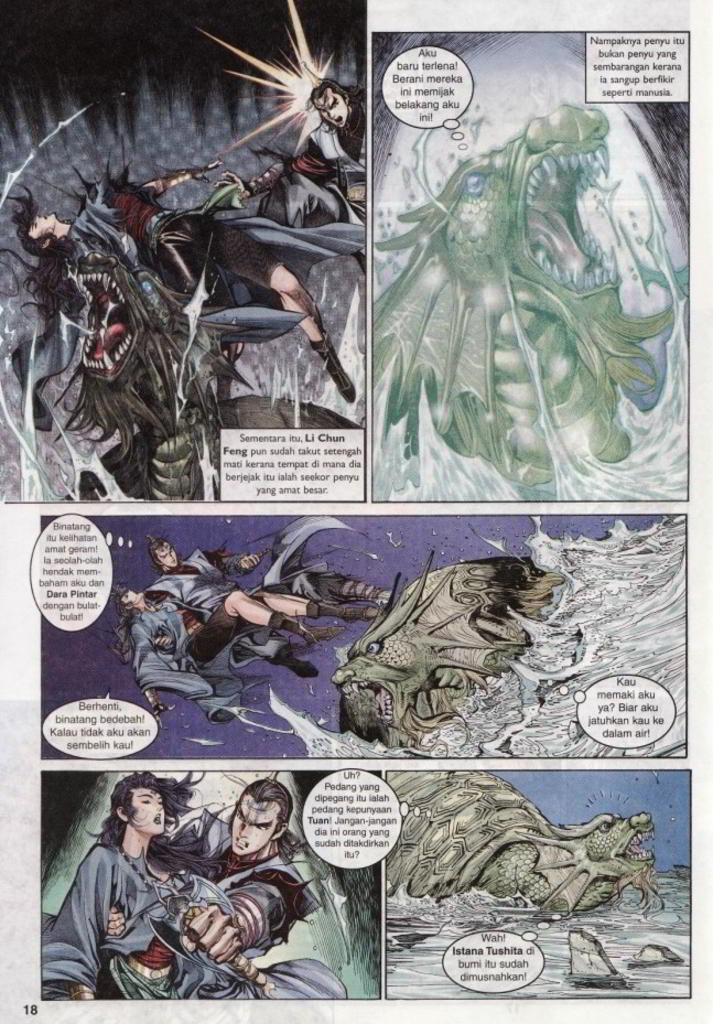 Sementara itu, Li Chun
Feng pun sudah takut setengah
mati kerana tempat di mana dia
berjejak itu ialah seekor penyu
yang amat besar.
Aku
baru terlena!
Berani mereka
ini memijak
belakang aku
ini!
Nampaknya penyu itu
bukan penyu yang
sembarangan kerana
ia sangup berfikir
seperti manusia.
Binatang
itu kelihatan
amat geram!
Ia seolah-olah
hendak mem-
baham aku dan
Dara Pintar
dengan bulat-
bulat!
Berhenti,
binatang bedebah!
Kalau tidak aku akan
sembelih kau!
Kau
memaki aku
ya? Biar aku
jatuhkan kau ke
dalam air!
Uh?
Pedang yang
dipegang itu ialah
pedang kepunyaan
Tuan! Jangan-jangan
dia ini orang yang
sudah ditakdirkan
itu?
Wah!
Istana Tushita di
bumi itu sudah
dimusnahkan!
18